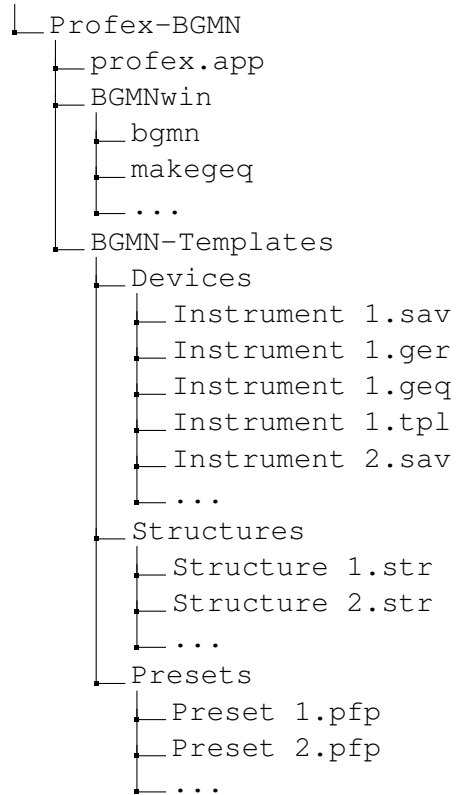 Profex-BGMN
profex.app
BGMNwin
bgmn
makegeq
...
BGMN-Templates
Devices
Instrument 1.sav
Instrument 1.ger
Instrument 1.geq
Instrument 1.tpl
Instrument 2.sav
...
Structures
Structure 1.str
Structure 2.str
...
Presets
Preset 1.pfp
Preset 2.pfp
...